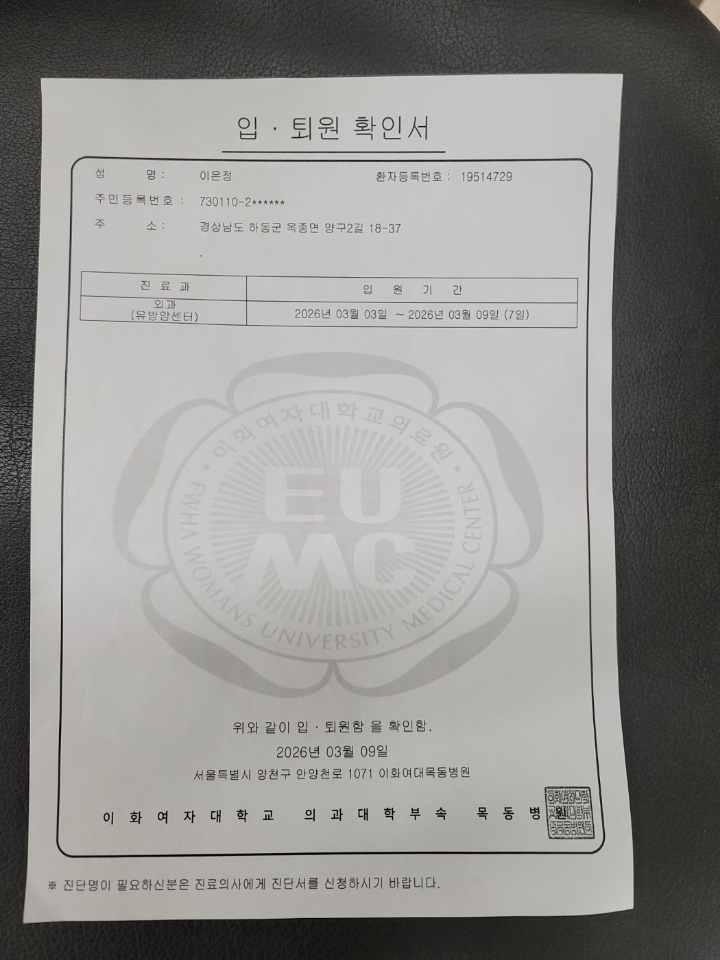 입 · 퇴원 확인서
성 명 : 이은정 환자등록번호 : 19514729
주민등록번호 : 730110-2******
주 소 : 경상남도 하동군 옥종면 양구2길 18-37
진 료 과 입 원 기 간
외과
(유방암센터) 2026년 03월 03일 ~ 2026년 03월 09일 (7일)
이화여자대학교의료원
EU
MC
EWHA WOMANS UNIVERSITY MEDICAL CENTER
위와 같이 입 · 퇴원함 을 확인함.
2026년 03월 09일
서울특별시 양천구 안양천로 1071 이화여대목동병원
이 화 여 자 대 학 교 의 과 대 학 부 속 목 동 병 원
※ 진단명이 필요하신분은 진료의사에게 진단서를 신청하시기 바랍니다.